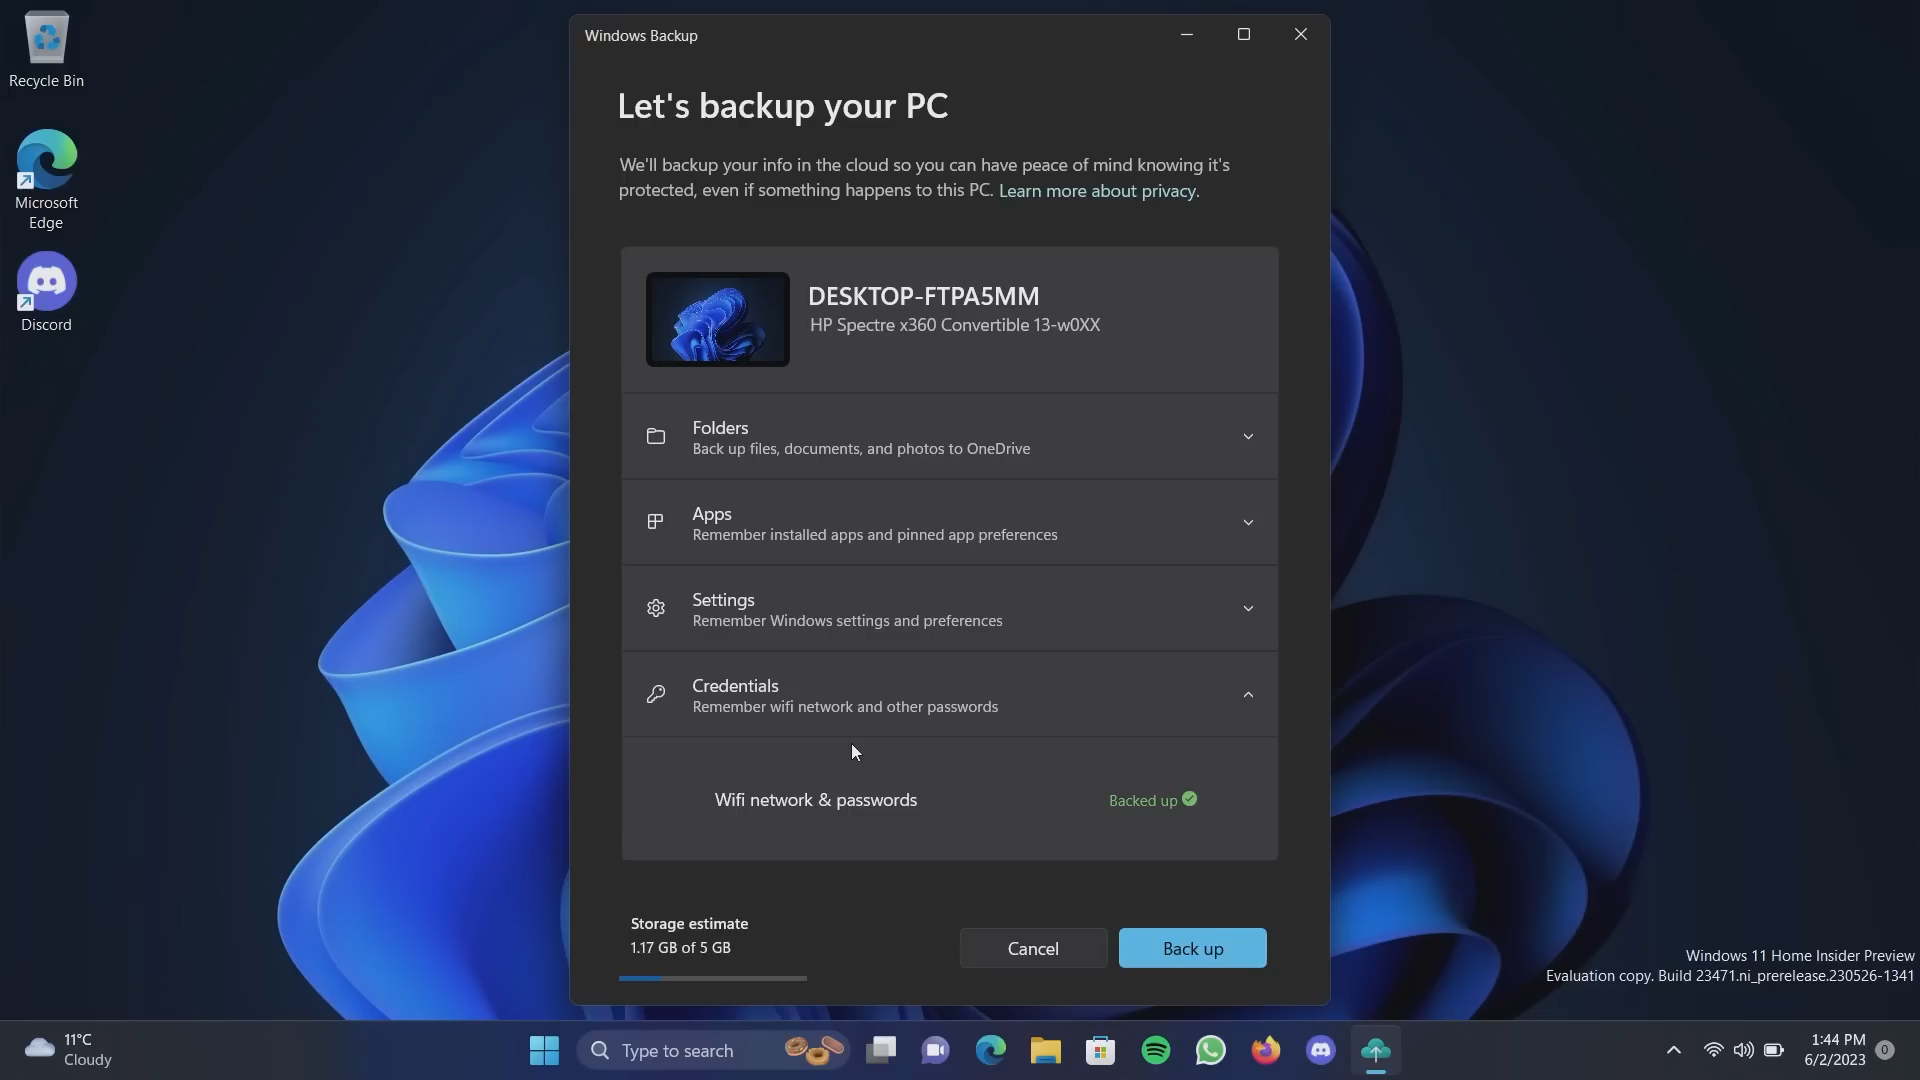 Recycle Bin
Microsoft
Edge
Discord
Windows Backup
Let's backup your PC
We'll backup your info in the cloud so you can have peace of mind knowing it's
protected, even if something happens to this PC. Learn more about privacy.
DESKTOP-FTPA5MM
HP Spectre x360 Convertible 13-w0XX
Folders
Back up files, documents, and photos to OneDrive
Apps
Remember installed apps and pinned app preferences
Settings
Remember Windows settings and preferences
Credentials
Remember wifi network and other passwords
Wifi network & passwords
Backed up
Storage estimate
1.17 GB of 5 GB
Cancel
Back up
Windows 11 Home Insider Preview
Evaluation copy. Build 23471.ni_prerelease.230526-1341
11°C
Cloudy
Type to search
1:44 PM
6/2/2023
0